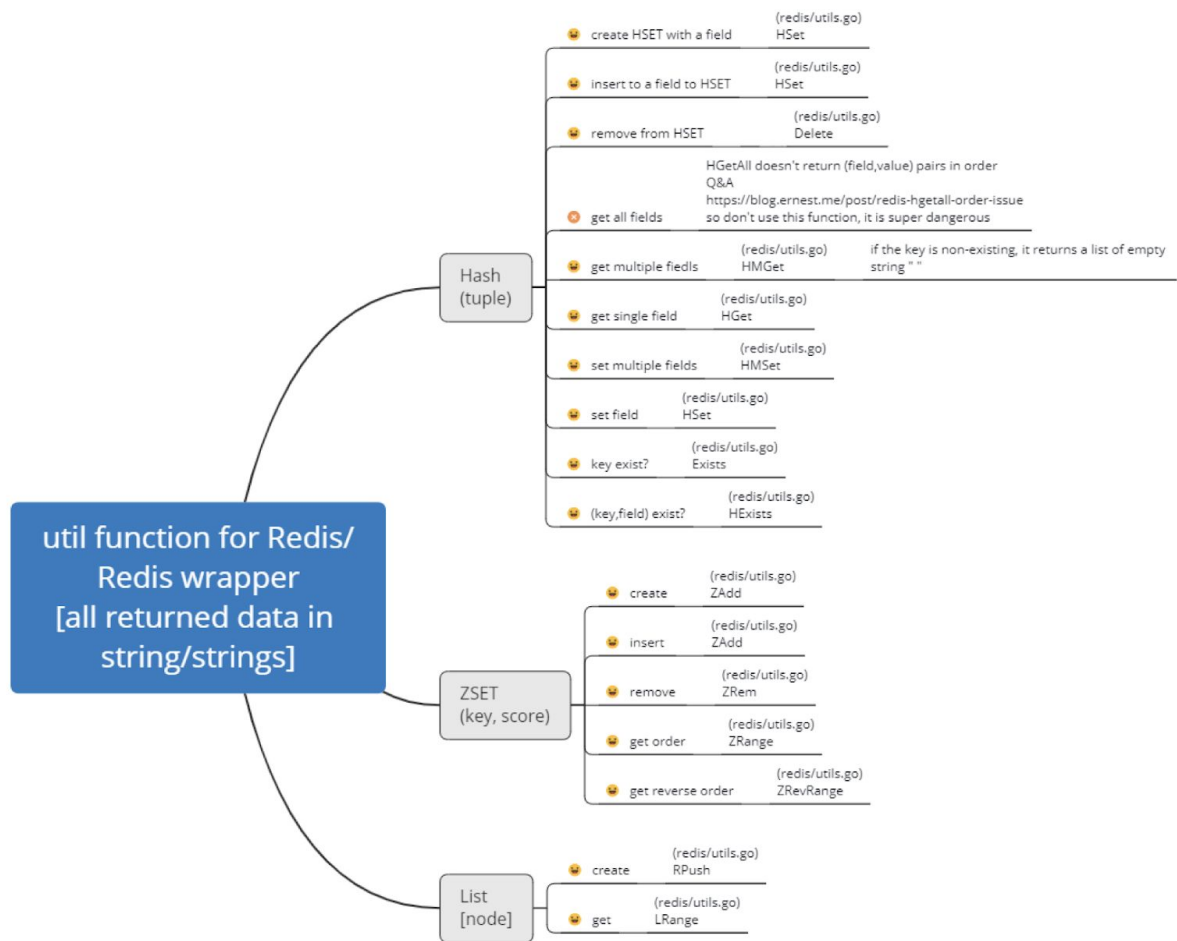 util function for Redis/
Redis wrapper
[all returned data in
string/strings]
Hash
(tuple)
create HSET with a field
(redis/utils.go)
HSet
insert to a field to HSET
(redis/utils.go)
HSet
remove from HSET
(redis/utils.go)
Delete
get all fields
HGetAll doesn't return (field,value) pairs in order
Q&A
https://blog.ernest.me/post/redis-hgetall-order-issue
so don't use this function, it is super dangerous
get multiple fiedls
(redis/utils.go)
HMGet
if the key is non-existing, it returns a list of empty
string " "
get single field
(redis/utils.go)
HGet
set multiple fields
(redis/utils.go)
HMSet
set field
(redis/utils.go)
HSet
key exist?
(redis/utils.go)
Exists
(key,field) exist?
(redis/utils.go)
HExists
ZSET
(key, score)
create
(redis/utils.go)
ZAdd
insert
(redis/utils.go)
ZAdd
remove
(redis/utils.go)
ZRem
get order
(redis/utils.go)
ZRange
get reverse order
(redis/utils.go)
ZRevRange
List
[node]
create
(redis/utils.go)
RPush
get
(redis/utils.go)
LRange